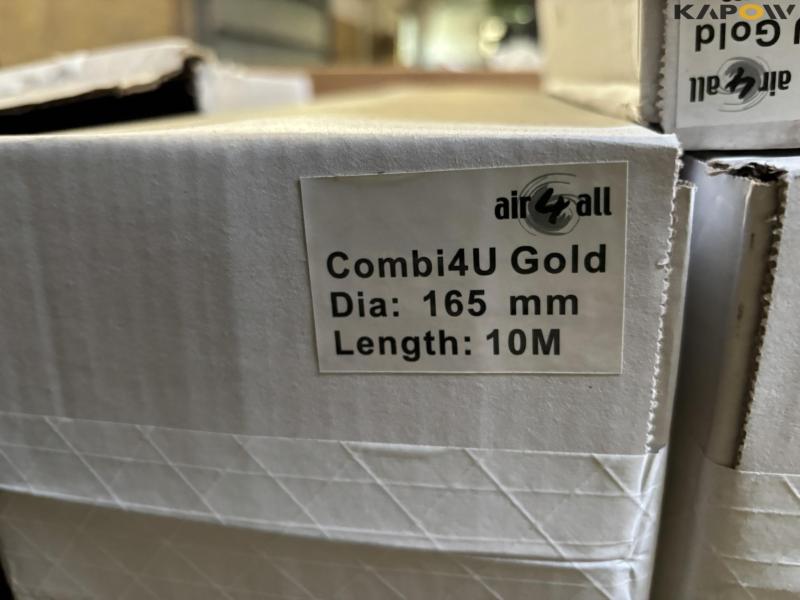 KAPOW
Gold
air4all
air4all
Combi4U Gold
Dia: 165 mm
Length: 10M